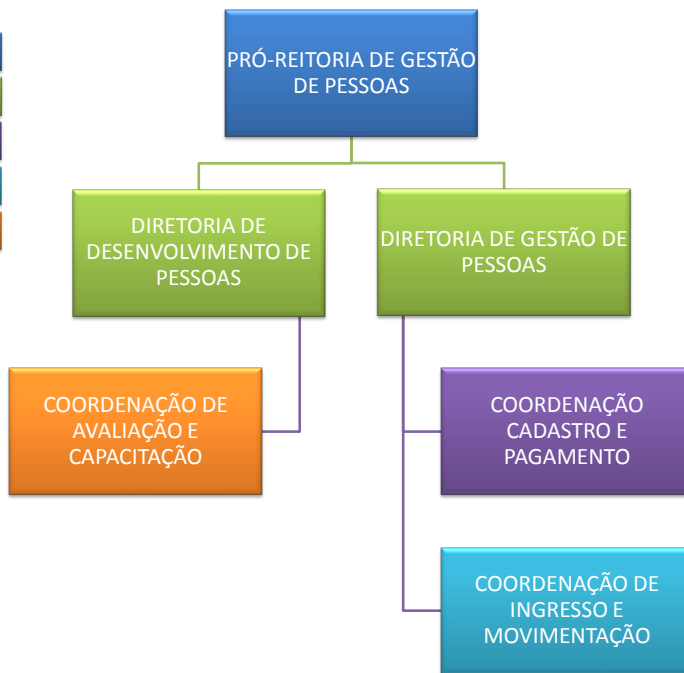 PRÓ-REITORIA DE GESTÃO
DE PESSOAS
DIRETORIA DE
DESENVOLVIMENTO DE
PESSOAS
DIRETORIA DE GESTÃO DE
PESSOAS
COORDENAÇÃO DE
AVALIAÇÃO E
CAPACITAÇÃO
COORDENAÇÃO
CADASTRO E
PAGAMENTO
COORDENAÇÃO DE
INGRESSO E
MOVIMENTAÇÃO